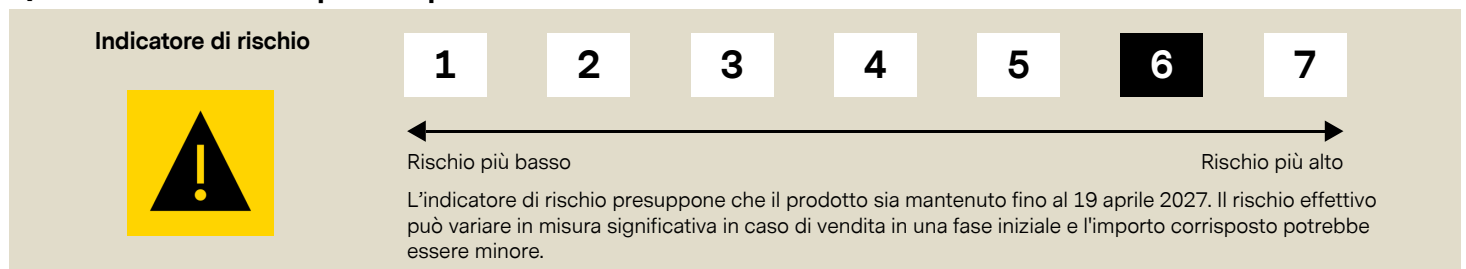 Indicatore di rischio
1 2 3 4 5 6 7
Rischio più basso
Rischio più alto
L'indicatore di rischio presuppone che il prodotto sia mantenuto fino al 19 aprile 2027. Il rischio effettivo
può variare in misura significativa in caso di vendita in una fase iniziale e l'importo corrisposto potrebbe
essere minore.